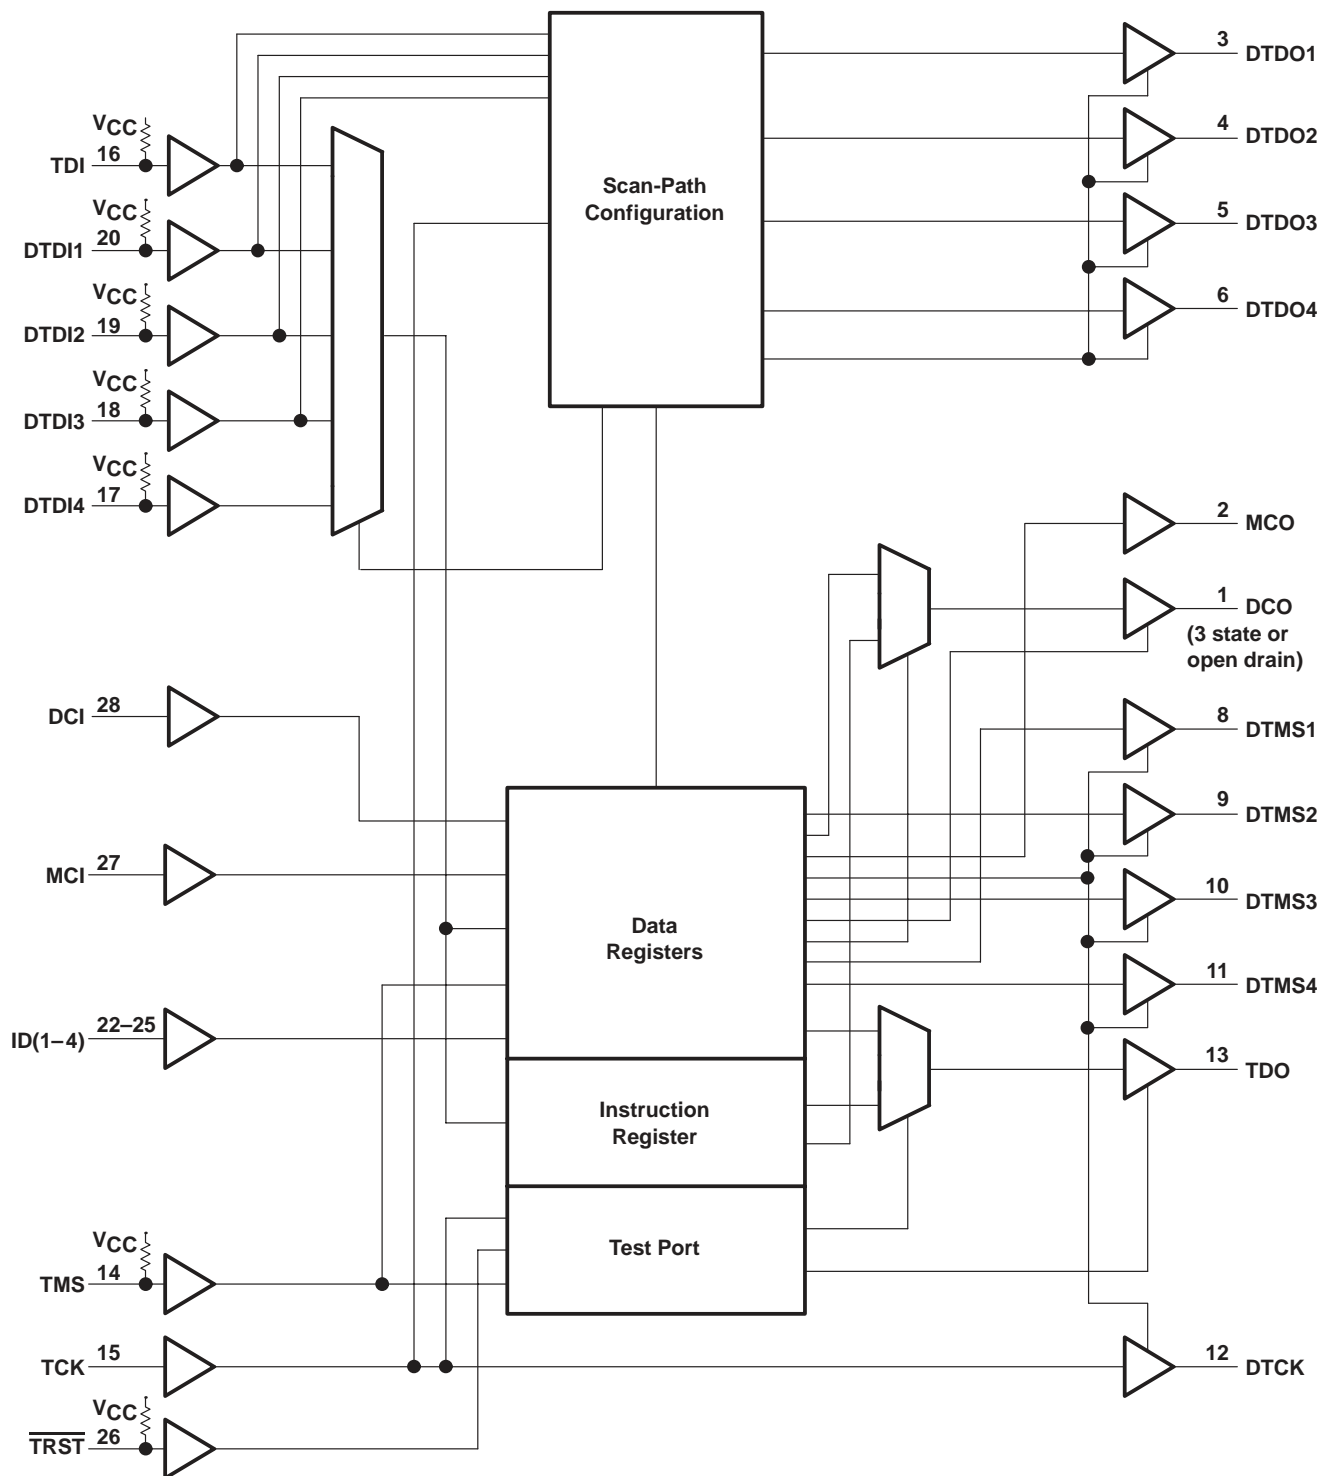 3
DTDO1
VCC
TDI 16
4
DTDO2
Scan-Path
Configuration
VCC
DTDI1 20
5
DTDO3
VCC
DTDI2 19
6
DTDO4
VCC
DTDI3 18
VCC
DTDI4 17
2
MCO
1
DCO
(3 state or
open drain)
DCI 28
8
DTMS1
9
DTMS2
MCI 27
10
DTMS3
Data
Registers
11
DTMS4
ID(1–4) 22–25
13
TDO
Instruction
Register
Test Port
VCC
TMS 14
TCK 15
12
DTCK
VCC
TRST 26